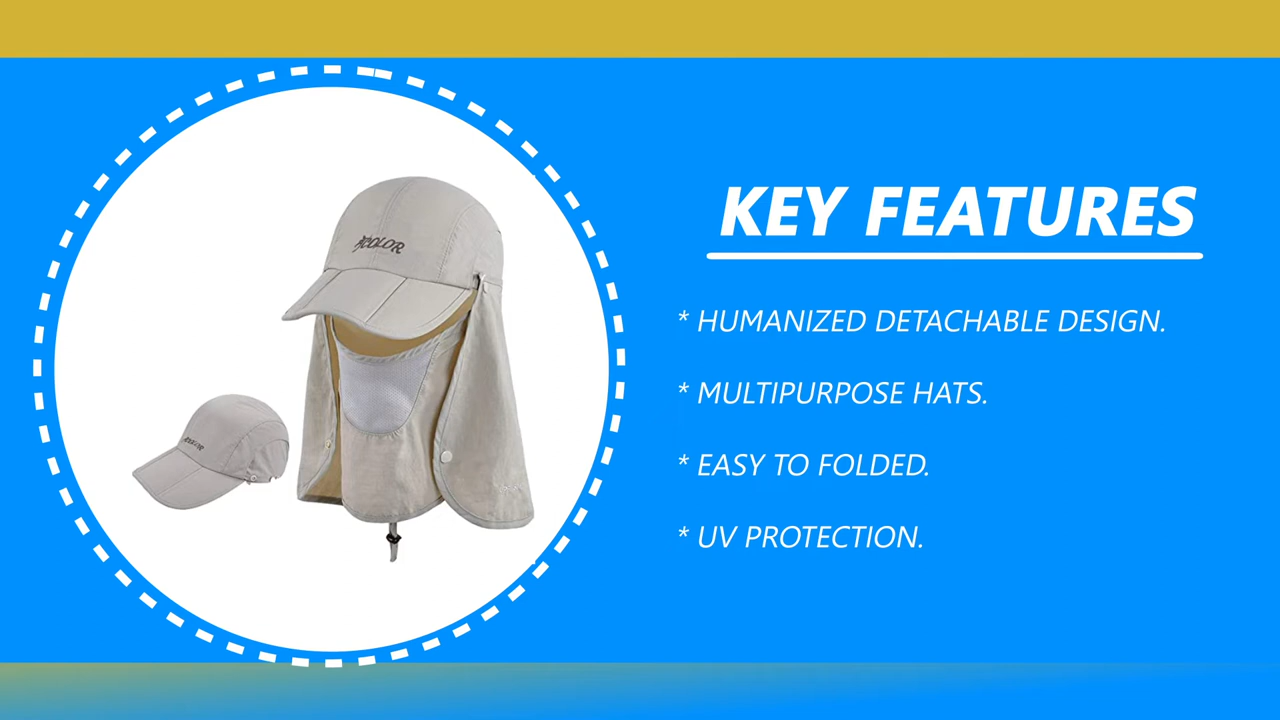 KEY FEATURES
* HUMANIZED DETACHABLE DESIGN.
* MULTIPURPOSE HATS.
* EASY TO FOLDED.
* UV PROTECTION.